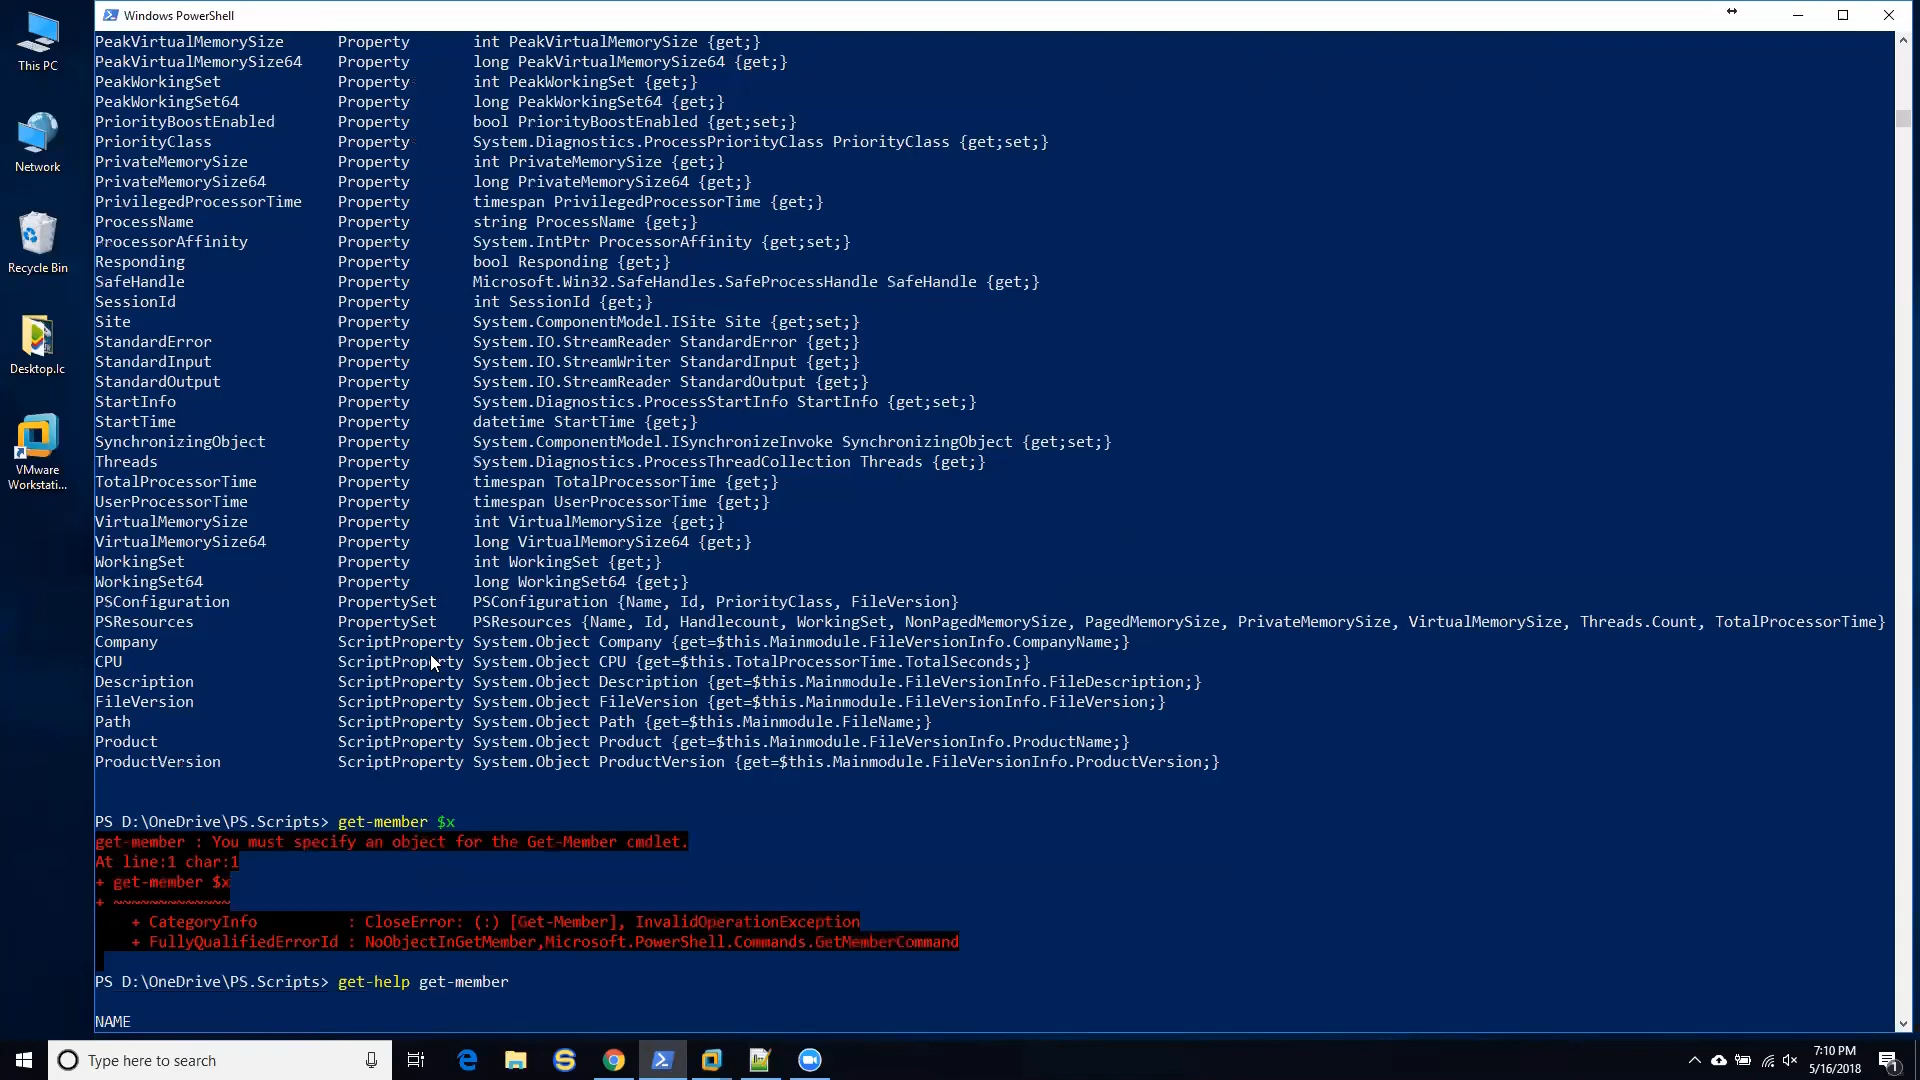 Windows PowerShell
This PC
Network
Recycle Bin
Desktop.lc
VMware
Workstati...
PeakVirtualMemorySize Property int PeakVirtualMemorySize {get;}
PeakVirtualMemorySize64 Property long PeakVirtualMemorySize64 {get;}
PeakWorkingSet Property int PeakWorkingSet {get;}
PeakWorkingSet64 Property long PeakWorkingSet64 {get;}
PriorityBoostEnabled Property bool PriorityBoostEnabled {get;set;}
PriorityClass Property System.Diagnostics.ProcessPriorityClass PriorityClass {get;set;}
PrivateMemorySize Property int PrivateMemorySize {get;}
PrivateMemorySize64 Property long PrivateMemorySize64 {get;}
PrivilegedProcessorTime Property timespan PrivilegedProcessorTime {get;}
ProcessName Property string ProcessName {get;}
ProcessorAffinity Property System.IntPtr ProcessorAffinity {get;set;}
Responding Property bool Responding {get;}
SafeHandle Property Microsoft.Win32.SafeHandles.SafeProcessHandle SafeHandle {get;}
SessionId Property int SessionId {get;}
Site Property System.ComponentModel.ISite Site {get;set;}
StandardError Property System.IO.StreamReader StandardError {get;}
StandardInput Property System.IO.StreamWriter StandardInput {get;}
StandardOutput Property System.IO.StreamReader StandardOutput {get;}
StartInfo Property System.Diagnostics.ProcessStartInfo StartInfo {get;set;}
StartTime Property datetime StartTime {get;}
SynchronizingObject Property System.ComponentModel.ISynchronizeInvoke SynchronizingObject {get;set;}
Threads Property System.Diagnostics.ProcessThreadCollection Threads {get;}
TotalProcessorTime Property timespan TotalProcessorTime {get;}
UserProcessorTime Property timespan UserProcessorTime {get;}
VirtualMemorySize Property int VirtualMemorySize {get;}
VirtualMemorySize64 Property long VirtualMemorySize64 {get;}
WorkingSet Property int WorkingSet {get;}
WorkingSet64 Property long WorkingSet64 {get;}
PSConfiguration PropertySet PSConfiguration {Name, Id, PriorityClass, FileVersion}
PSResources PropertySet PSResources {Name, Id, Handlecount, WorkingSet, NonPagedMemorySize, PagedMemorySize, PrivateMemorySize, VirtualMemorySize, Threads.Count, TotalProcessorTime}
Company ScriptProperty System.Object Company {get=$this.Mainmodule.FileVersionInfo.CompanyName;}
CPU ScriptProperty System.Object CPU {get=$this.TotalProcessorTime.TotalSeconds;}
Description ScriptProperty System.Object Description {get=$this.Mainmodule.FileVersionInfo.FileDescription;}
FileVersion ScriptProperty System.Object FileVersion {get=$this.Mainmodule.FileVersionInfo.FileVersion;}
Path ScriptProperty System.Object Path {get=$this.Mainmodule.FileName;}
Product ScriptProperty System.Object Product {get=$this.Mainmodule.FileVersionInfo.ProductName;}
ProductVersion ScriptProperty System.Object ProductVersion {get=$this.Mainmodule.FileVersionInfo.ProductVersion;}
PS D:\OneDrive\PS.Scripts> get-member $x
get-member : You must specify an object for the Get-Member cmdlet.
At line:1 char:1
+ get-member $x
+ ~~~~~~~~~~~~~
+ CategoryInfo : CloseError: (:) [Get-Member], InvalidOperationException
+ FullyQualifiedErrorId : NoObjectInGetMember,Microsoft.PowerShell.Commands.GetMemberCommand
PS D:\OneDrive\PS.Scripts> get-help get-member
NAME
Type here to search
7:10 PM
5/16/2018
1